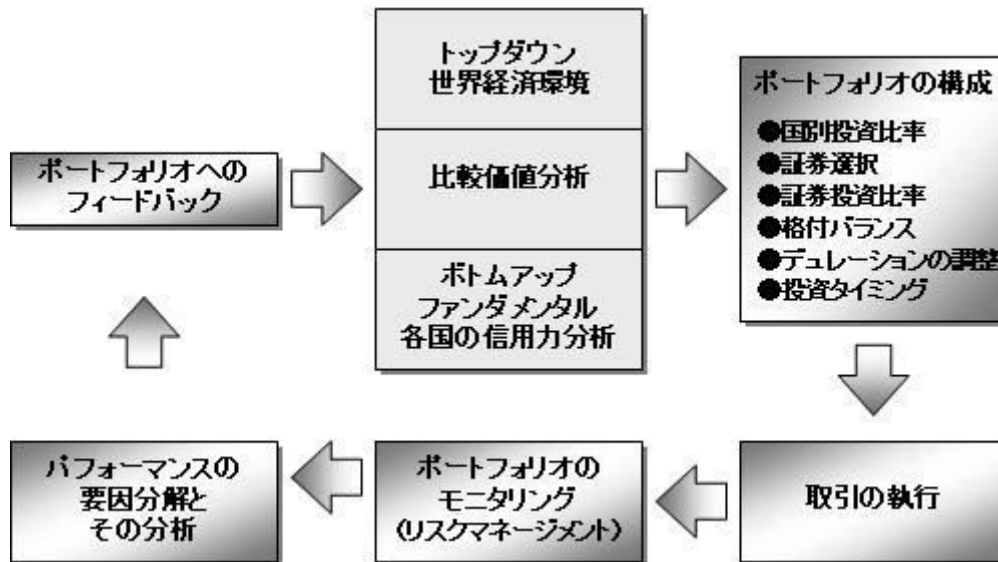 トップダウン
世界経済環境
比較価値分析
ボトムアップ
ファンダメンタル
各国の信用力分析
ポートフォリオの構成
●国別投資比率
●証券選択
●証券投資比率
●格付バランス
●デュレーションの調整
●投資タイミング
ポートフォリオへの
フィードバック
パフォーマンスの
要因分解と
その分析
ポートフォリオの
モニタリング
(リスクマネージメント)
取引の執行